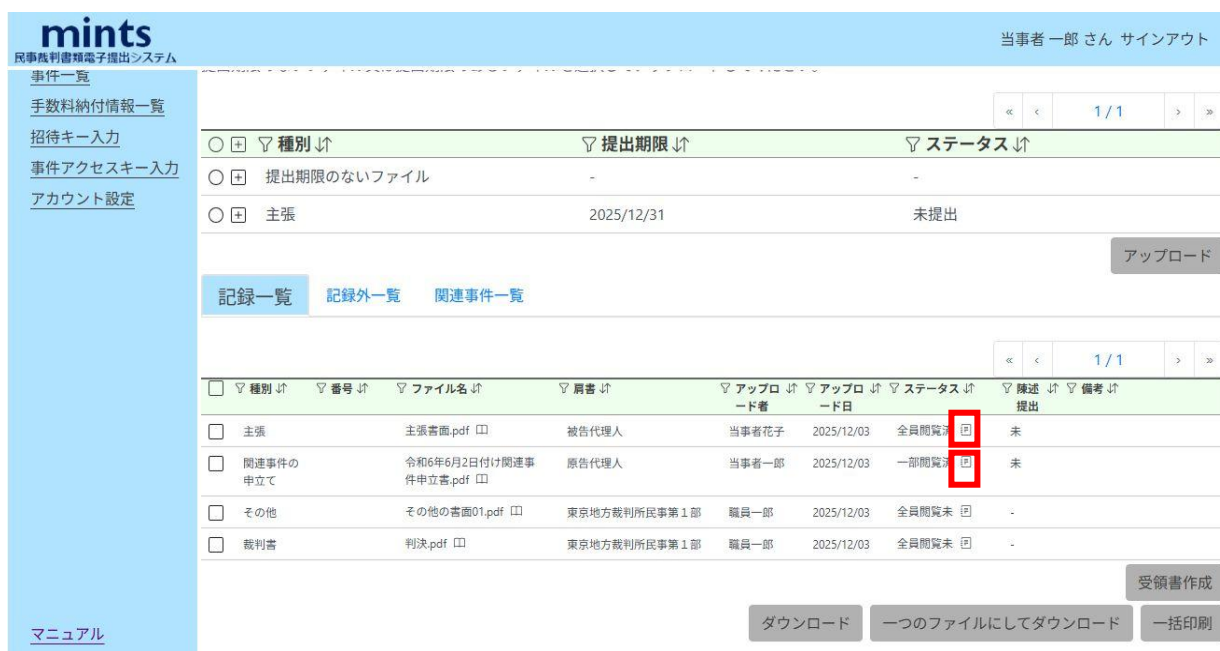 mints
民事裁判書類電子提出システム
当事者 一郎 さん サインアウト
事件一覧
手数料納付情報一覧
招待キー入力
事件アクセスキー入力
アカウント設定
« ‹ 1 / 1 › »
種別 提出期限 ステータス
提出期限のないファイル - -
主張 2025/12/31 未提出
アップロード
記録一覧 記録外一覧 関連事件一覧
« ‹ 1 / 1 › »
種別 番号 ファイル名 肩書 アップロ アップロ ステータス 陳述 備考
ード者 ード日 提出
主張 主張書面.pdf 被告代理人 当事者花子 2025/12/03 全員閲覧済 未
関連事件の 令和6年6月2日付け関連事 原告代理人 当事者一郎 2025/12/03 一部閲覧済 未
申立て 件申立書.pdf
その他 その他の書面01.pdf 東京地方裁判所民事第１部 職員一郎 2025/12/03 全員閲覧未 -
裁判書 判決.pdf 東京地方裁判所民事第１部 職員一郎 2025/12/03 全員閲覧未 -
受領書作成
ダウンロード 一つのファイルにしてダウンロード 一括印刷
マニュアル